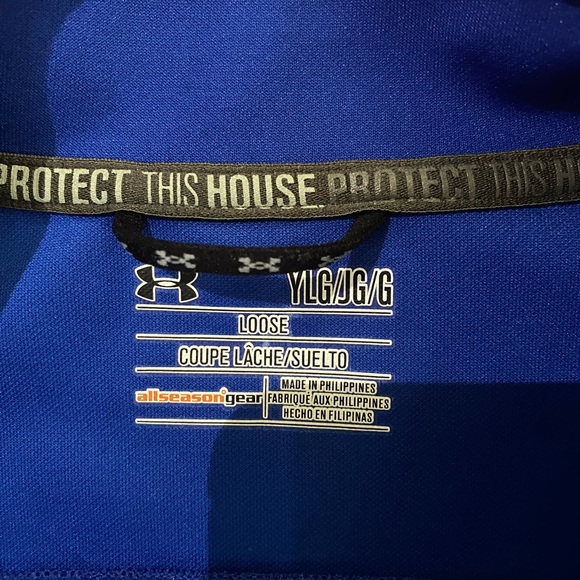 PROTECT THIS HOUSE. PROTECT THIS H
YLG/JG/G
LOOSE
COUPE LÂCHE/SUELTO
allseasongear
MADE IN PHILIPPINES
FABRIQUÉ AUX PHILIPPINES
HECHO EN FILIPINAS